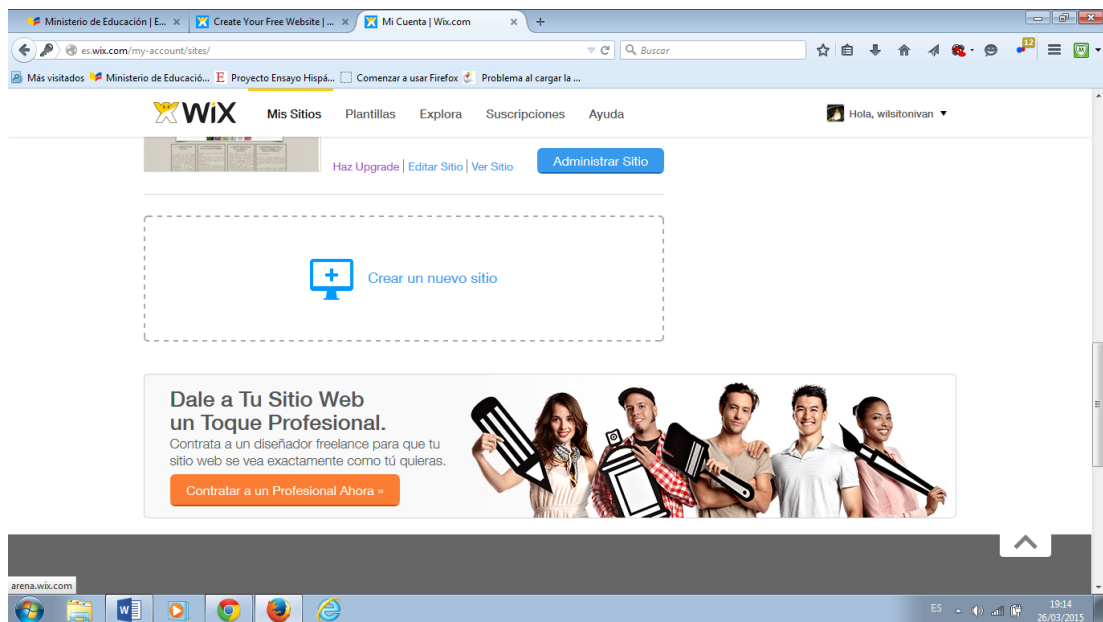 Ministerio de Educación | E...
Create Your Free Website | ...
Mi Cuenta | Wix.com
es.wix.com/my-account/sites/
Buscar
12
Más visitados
Ministerio de Educació...
Proyecto Ensayo Hispá...
Comenzar a usar Firefox
Problema al cargar la ...
WiX
Mis Sitios
Plantillas
Explora
Suscripciones
Ayuda
Hola, wilsitonivan
Haz Upgrade | Editar Sitio | Ver Sitio
Administrar Sitio
Crear un nuevo sitio
Dale a Tu Sitio Web
un Toque Profesional.
Contrata a un diseñador freelance para que tu
sitio web se vea exactamente como tú quieras.
Contratar a un Profesional Ahora »
arena.wix.com
ES
19:14
26/03/2015